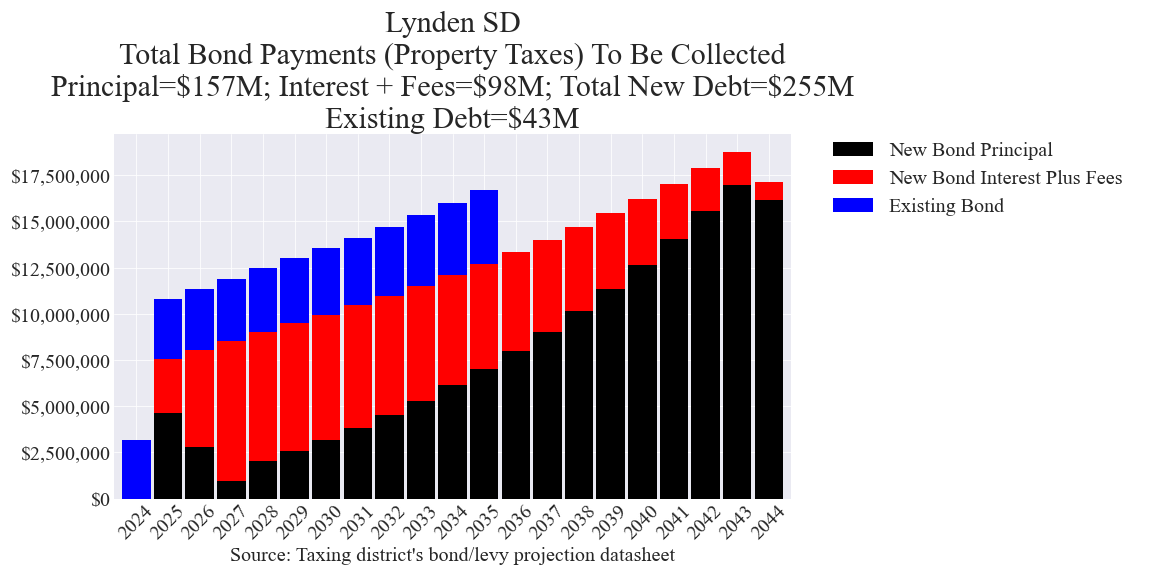 Lynden SD
Total Bond Payments (Property Taxes) To Be Collected
Principal=$157M; Interest + Fees=$98M; Total New Debt=$255M
Existing Debt=$43M
New Bond Principal
New Bond Interest Plus Fees
Existing Bond
$17,500,000
$15,000,000
$12,500,000
$10,000,000
$7,500,000
$5,000,000
$2,500,000
$0
2024 2025 2026 2027 2028 2029 2030 2031 2032 2033 2034 2035 2036 2037 2038 2039 2040 2041 2042 2043 2044
Source: Taxing district's bond/levy projection datasheet